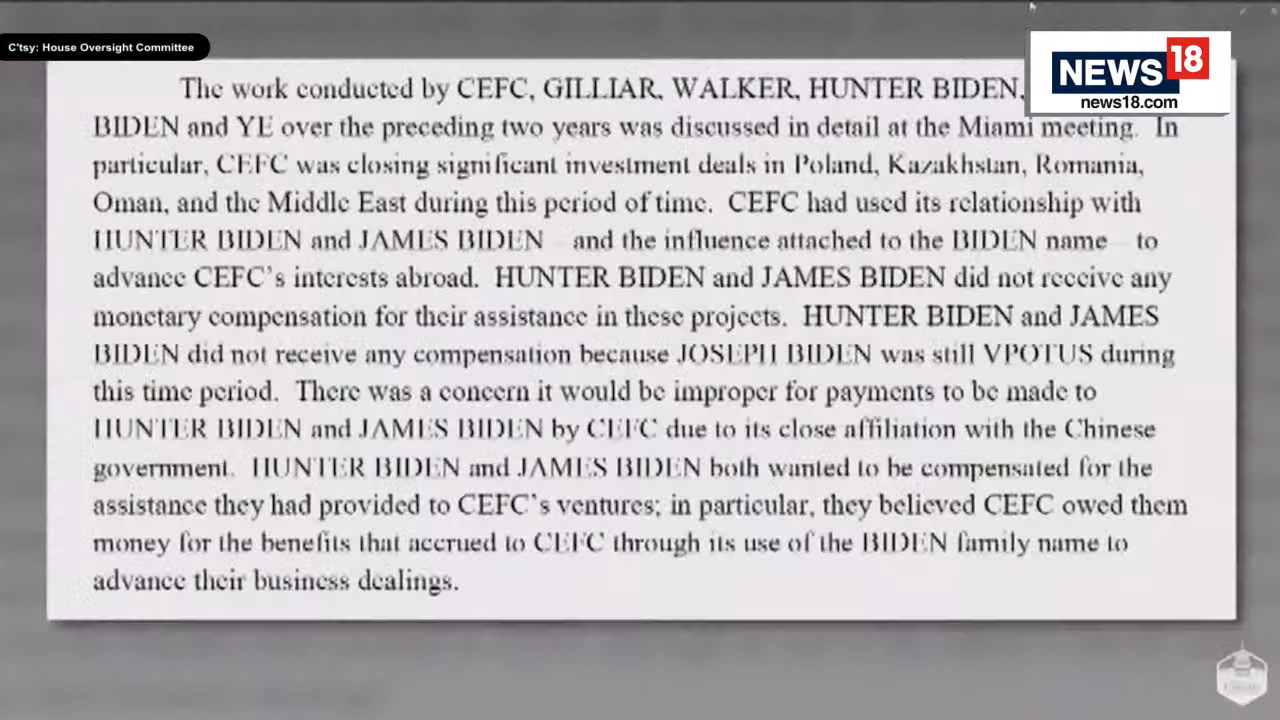 C'tsy: House Oversight Committee
NEWS 18
news18.com
The work conducted by CEFC, GILLIAR, WALKER, HUNTER BIDEN,
BIDEN and YE over the preceding two years was discussed in detail at the Miami meeting. In
particular, CEFC was closing significant investment deals in Poland, Kazakhstan, Romania,
Oman, and the Middle East during this period of time. CEFC had used its relationship with
HUNTER BIDEN and JAMES BIDEN – and the influence attached to the BIDEN name – to
advance CEFC's interests abroad. HUNTER BIDEN and JAMES BIDEN did not receive any
monetary compensation for their assistance in these projects. HUNTER BIDEN and JAMES
BIDEN did not receive any compensation because JOSEPH BIDEN was still VPOTUS during
this time period. There was a concern it would be improper for payments to be made to
HUNTER BIDEN and JAMES BIDEN by CEFC due to its close affiliation with the Chinese
government. HUNTER BIDEN and JAMES BIDEN both wanted to be compensated for the
assistance they had provided to CEFC's ventures; in particular, they believed CEFC owed them
money for the benefits that accrued to CEFC through its use of the BIDEN family name to
advance their business dealings.